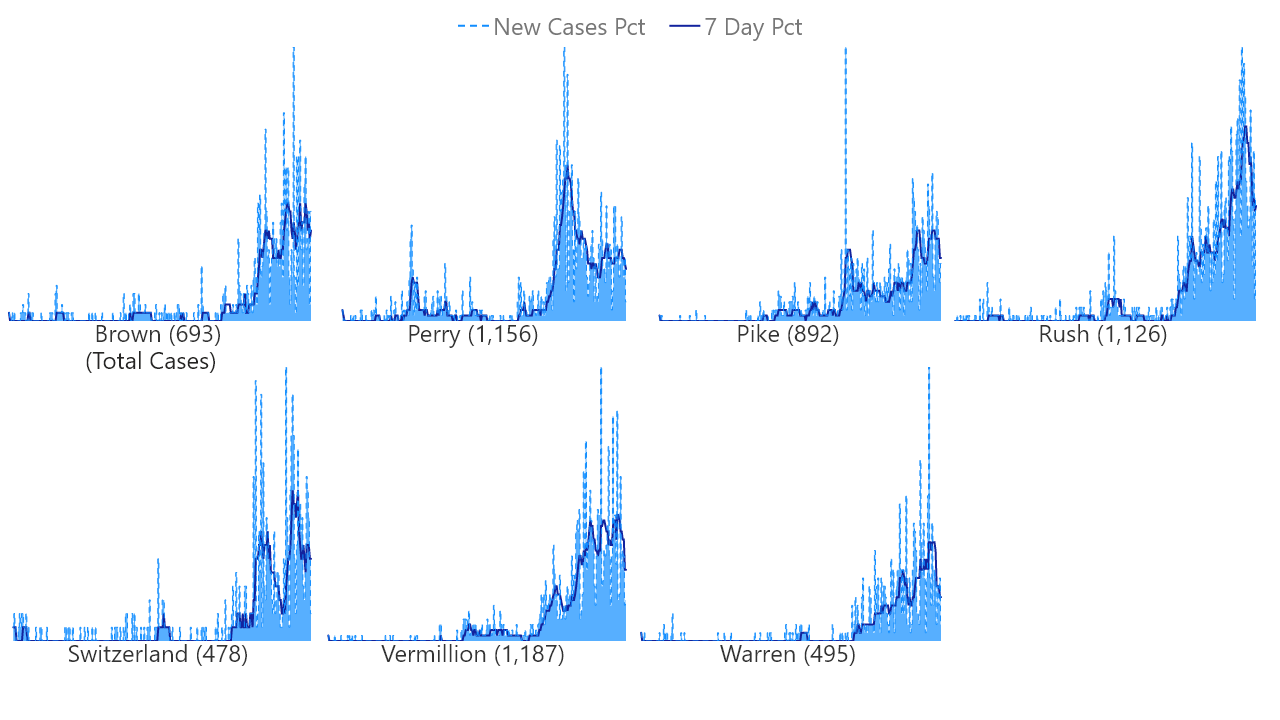 New Cases Pct 7 Day Pct
Brown (693) Perry (1,156) Pike (892) Rush (1,126)
(Total Cases)
Switzerland (478) Vermillion (1,187) Warren (495)